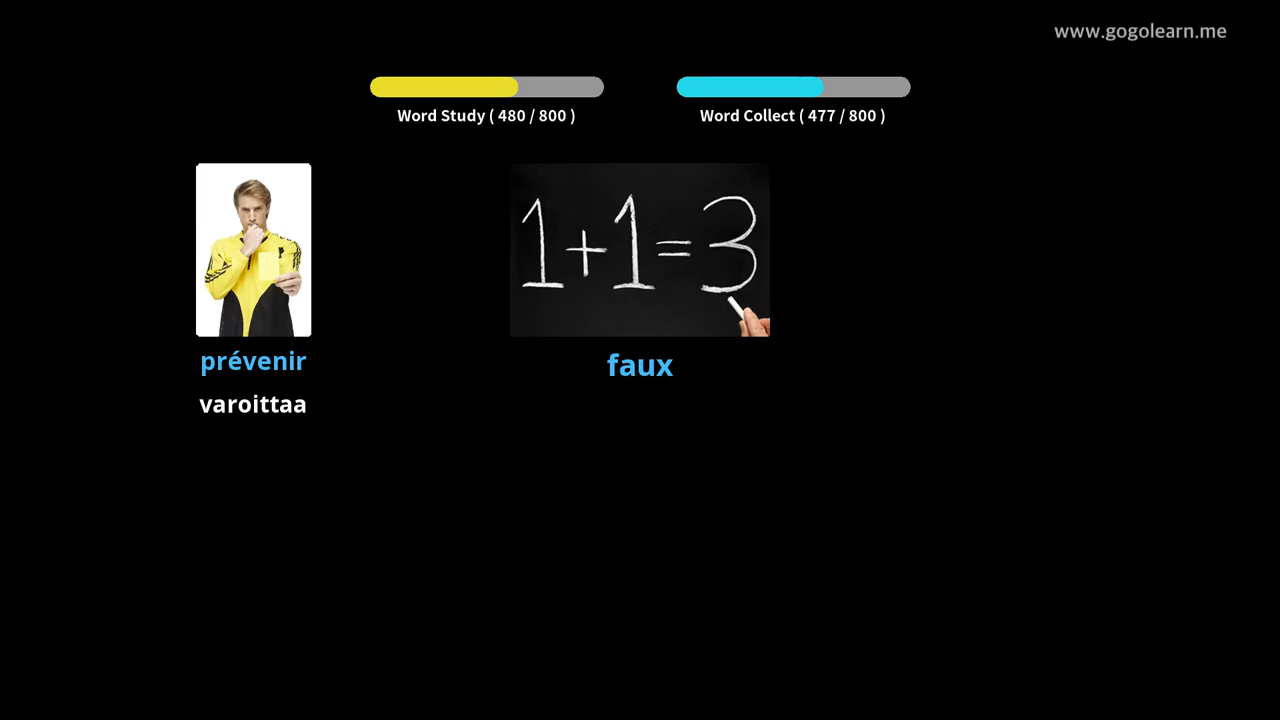 www.gogolearn.me
Word Study ( 480 / 800 )
Word Collect ( 477 / 800 )
1+1=3
prévenir
faux
varoittaa